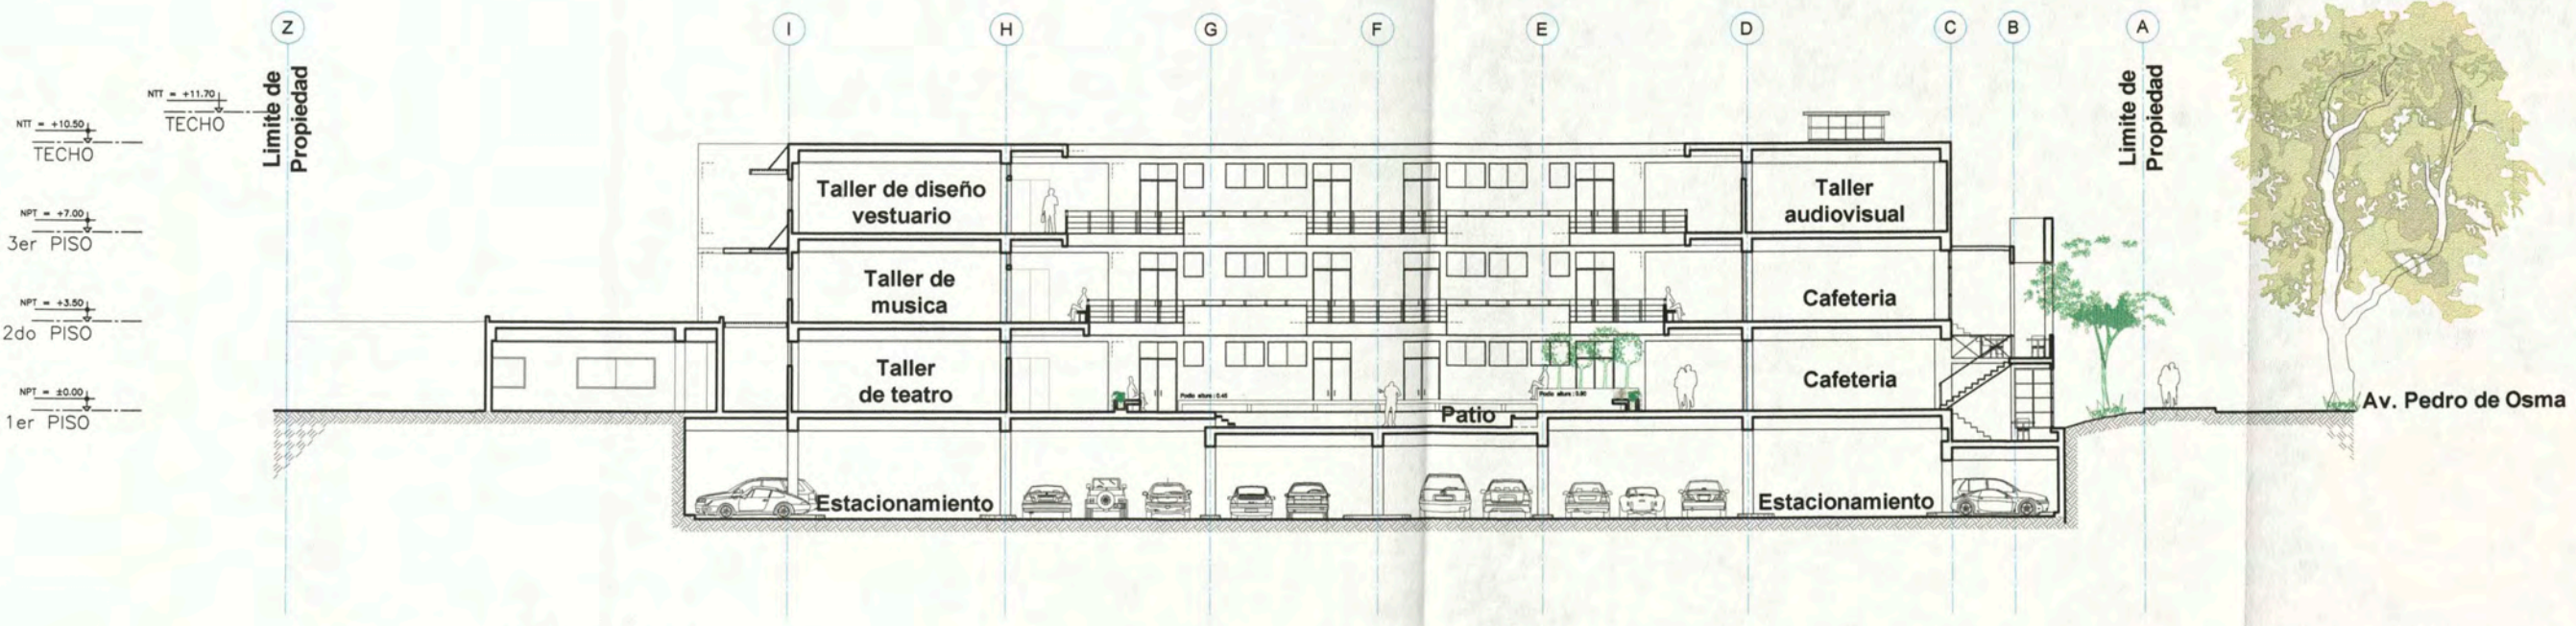 Z
I
H
G
F
E
D
C
B
A
Limite de
Propiedad
Limite de
Propiedad
NTT = +11.70
TECHO
NTT = +10.50
TECHO
NPT = +7.00
3er PISO
NPT = +3.50
2do PISO
NPT = ±0.00
1er PISO
Taller de diseño
vestuario
Taller
audiovisual
Taller de
musica
Cafeteria
Taller
de teatro
Cafeteria
Patio
Av. Pedro de Osma
Estacionamiento
Estacionamiento